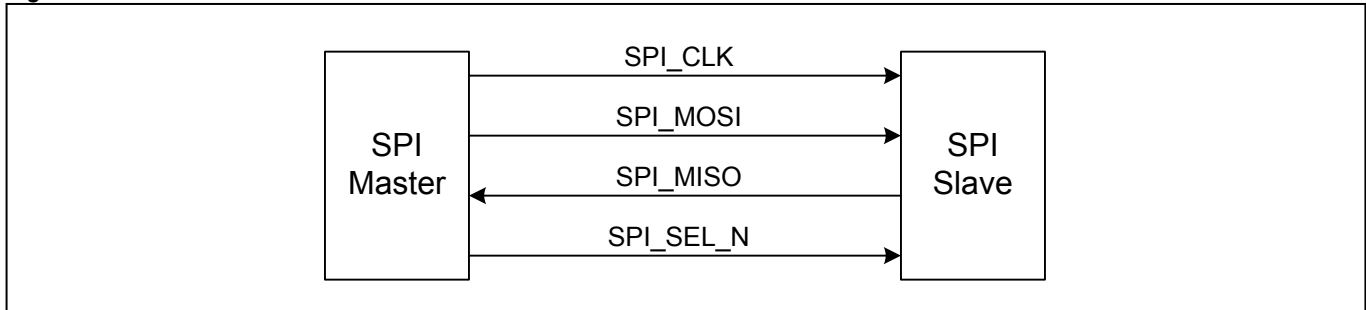 SPI_CLK
SPI_MOSI
SPI
Master
SPI
Slave
SPI_MISO
SPI_SEL_N